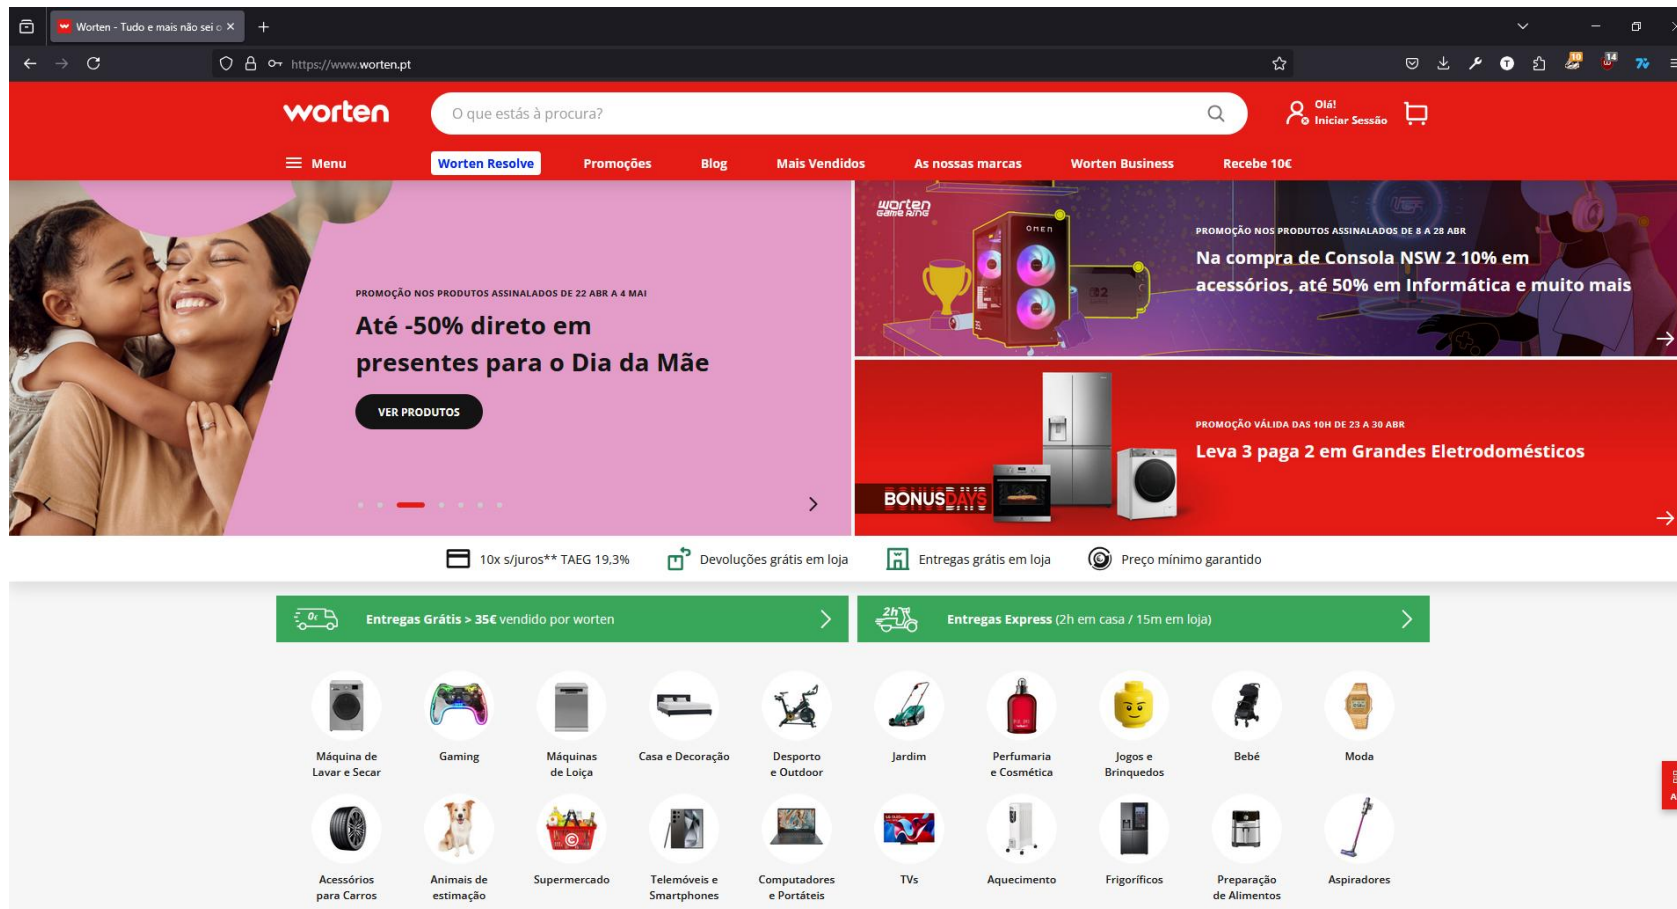 Worten - Tudo e mais não sei o
https://www.worten.pt
10
14
worten
O que estás à procura?
Olá!
Iniciar Sessão
Menu
Worten Resolve
Promoções
Blog
Mais Vendidos
As nossas marcas
Worten Business
Recebe 10€
PROMOÇÃO NOS PRODUTOS ASSINALADOS DE 22 ABR A 4 MAI
Até -50% direto em
presentes para o Dia da Mãe
VER PRODUTOS
worten
GAME RING
OMEN
2
PROMOÇÃO NOS PRODUTOS ASSINALADOS DE 8 A 28 ABR
Na compra de Consola NSW 2 10% em
acessórios, até 50% em Informática e muito mais
BONUSDAYS
PROMOÇÃO VÁLIDA DAS 10H DE 23 A 30 ABR
Leva 3 paga 2 em Grandes Eletrodomésticos
10x s/juros** TAEG 19,3%
Devoluções grátis em loja
Entregas grátis em loja
Preço mínimo garantido
0€
Entregas Grátis > 35€ vendido por worten
2h
Entregas Express (2h em casa / 15m em loja)
Máquina de
Lavar e Secar
Gaming
Máquinas
de Loiça
Casa e Decoração
Desporto
e Outdoor
Jardim
Perfumaria
e Cosmética
Jogos e
Brinquedos
Bebé
Moda
Acessórios
para Carros
Animais de
estimação
Supermercado
Telemóveis e
Smartphones
Computadores
e Portáteis
TVs
Aquecimento
Frigoríficos
Preparação
de Alimentos
Aspiradores